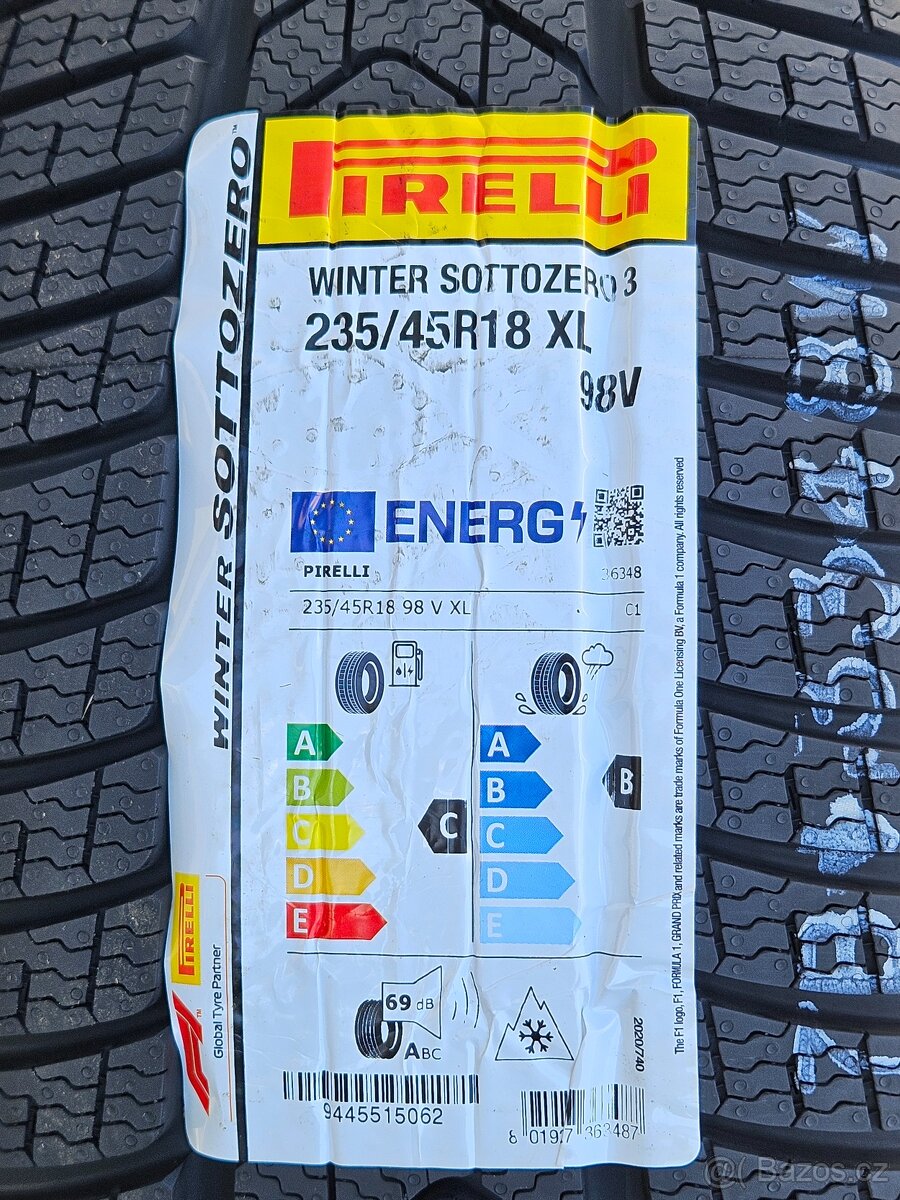 PIRELLI
WINTER SOTTOZERO 3
235/45R18 XL
98V
ENERG
PIRELLI
36348
235/45R18 98 V XL
C1
A
B
C
D
E
C
A
B
C
D
E
B
69 dB
ABC
2020/740
9445515062
8 019227 363487
WINTER SOTTOZERO™
PIRELLI
F1™
Global Tyre Partner
The F1 logo, F1, FORMULA 1, GRAND PRIX and related marks are trade marks of Formula One Licensing BV, a Formula 1 company. All rights reserved
Bazos.cz